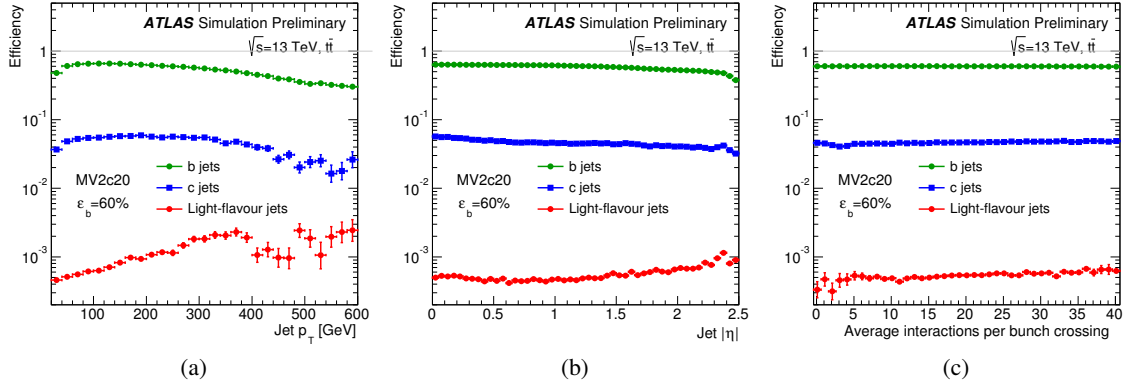 Efficiency
ATLAS Simulation Preliminary
√s=13 TeV, tt̄
1
10⁻¹
10⁻²
10⁻³
b jets
c jets
Light-flavour jets
MV2c20
ε_b=60%
100 200 300 400 500 600
Jet p_T [GeV]
(a)
Efficiency
ATLAS Simulation Preliminary
√s=13 TeV, tt̄
1
10⁻¹
10⁻²
10⁻³
b jets
c jets
Light-flavour jets
MV2c20
ε_b=60%
0 0.5 1 1.5 2 2.5
Jet |η|
(b)
Efficiency
ATLAS Simulation Preliminary
√s=13 TeV, tt̄
1
10⁻¹
10⁻²
10⁻³
b jets
c jets
Light-flavour jets
MV2c20
ε_b=60%
0 5 10 15 20 25 30 35 40
Average interactions per bunch crossing
(c)